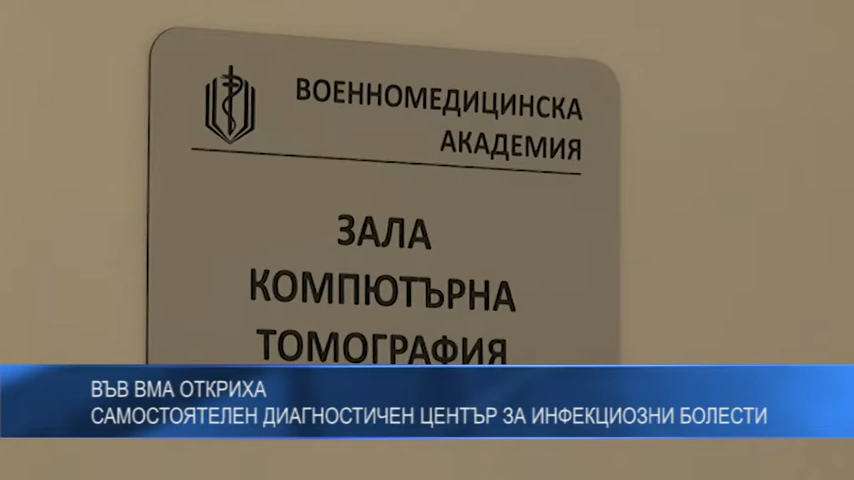 ВОЕННОМЕДИЦИНСКА
АКАДЕМИЯ
ЗАЛА
КОМПЮТЪРНА
ТОМОГРАФИЯ
ВЪВ ВМА ОТКРИХА
САМОСТОЯТЕЛЕН ДИАГНОСТИЧЕН ЦЕНТЪР ЗА ИНФЕКЦИОЗНИ БОЛЕСТИ